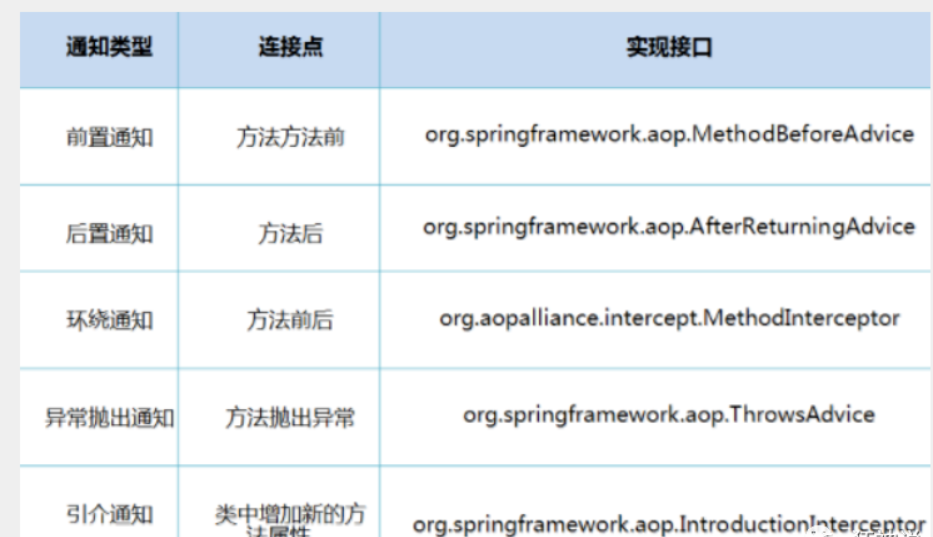 通知类型 连接点 实现接口
前置通知 方法方法前 org.springframework.aop.MethodBeforeAdvice
后置通知 方法后 org.springframework.aop.AfterReturningAdvice
环绕通知 方法前后 org.aopalliance.intercept.MethodInterceptor
异常抛出通知 方法抛出异常 org.springframework.aop.ThrowsAdvice
引介通知 类中增加新的方 org.springframework.aop.IntroductionInterceptor
法属性